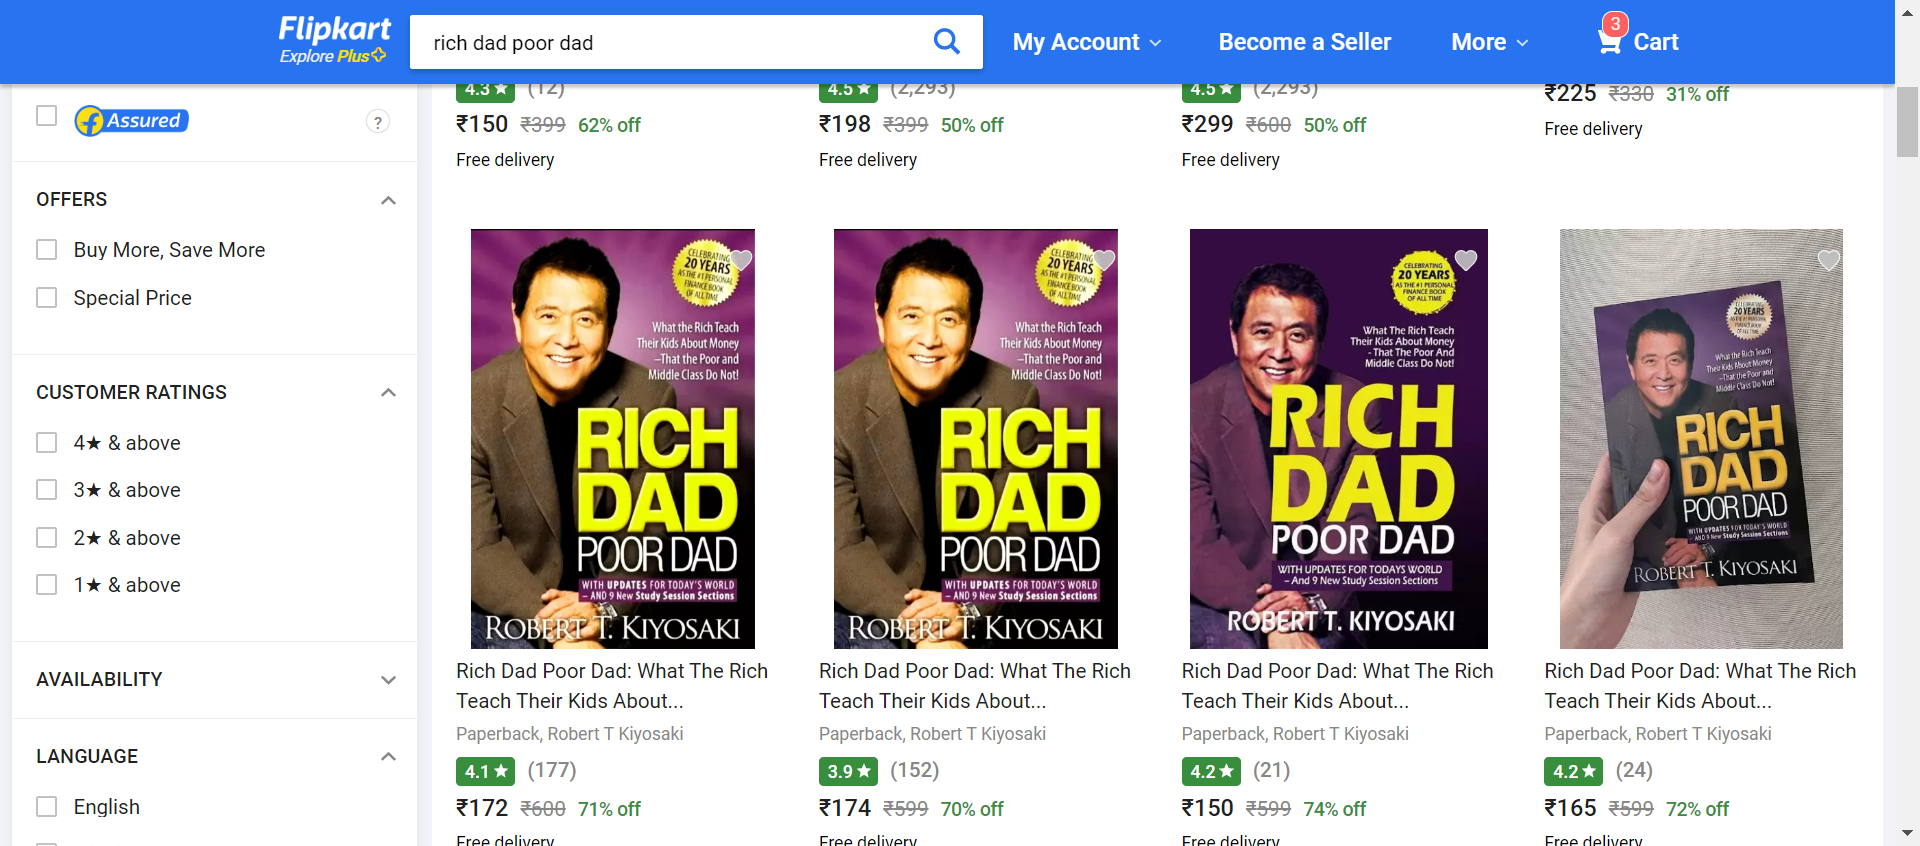 Flipkart
Explore Plus
rich dad poor dad
My Account
Become a Seller
More
3
Cart
Assured
?
OFFERS
Buy More, Save More
Special Price
CUSTOMER RATINGS
4★ & above
3★ & above
2★ & above
1★ & above
AVAILABILITY
LANGUAGE
English
4.3★ (12)
₹150 ₹399 62% off
Free delivery
4.5★ (2,293)
₹198 ₹399 50% off
Free delivery
4.5★ (2,293)
₹299 ₹600 50% off
Free delivery
₹225 ₹330 31% off
Free delivery
CELEBRATING
20 YEARS
AS THE #1 PERSONAL
FINANCE BOOK
OF ALL TIME
What the Rich Teach
Their Kids About Money
–That the Poor and
Middle Class Do Not!
RICH
DAD
POOR DAD
WITH UPDATES FOR TODAY'S WORLD
– AND 9 New Study Session Sections
ROBERT T. KIYOSAKI
Rich Dad Poor Dad: What The Rich
Teach Their Kids About...
Paperback, Robert T Kiyosaki
4.1★ (177)
₹172 ₹600 71% off
Free delivery
CELEBRATING
20 YEARS
AS THE #1 PERSONAL
FINANCE BOOK
OF ALL TIME
What the Rich Teach
Their Kids About Money
–That the Poor and
Middle Class Do Not!
RICH
DAD
POOR DAD
WITH UPDATES FOR TODAY'S WORLD
– AND 9 New Study Session Sections
ROBERT T. KIYOSAKI
Rich Dad Poor Dad: What The Rich
Teach Their Kids About...
Paperback, Robert T Kiyosaki
3.9★ (152)
₹174 ₹599 70% off
Free delivery
CELEBRATING
20 YEARS
AS THE #1 PERSONAL
FINANCE BOOK
OF ALL TIME
What The Rich Teach
Their Kids About Money
- That The Poor And
Middle Class Do Not!
RICH
DAD
POOR DAD
WITH UPDATES FOR TODAYS WORLD
– And 9 New Study Session Sections
ROBERT T. KIYOSAKI
Rich Dad Poor Dad: What The Rich
Teach Their Kids About...
Paperback, Robert T Kiyosaki
4.2★ (21)
₹150 ₹599 74% off
Free delivery
CELEBRATING
20 YEARS
AS THE #1 PERSONAL
FINANCE BOOK
OF ALL TIME
What the Rich Teach
Their Kids About Money
–That the Poor and
Middle Class Do Not!
RICH
DAD
POOR DAD
WITH UPDATES FOR TODAY'S WORLD
– AND 9 New Study Session Sections
ROBERT T. KIYOSAKI
Rich Dad Poor Dad: What The Rich
Teach Their Kids About...
Paperback, Robert T Kiyosaki
4.2★ (24)
₹165 ₹599 72% off
Free delivery